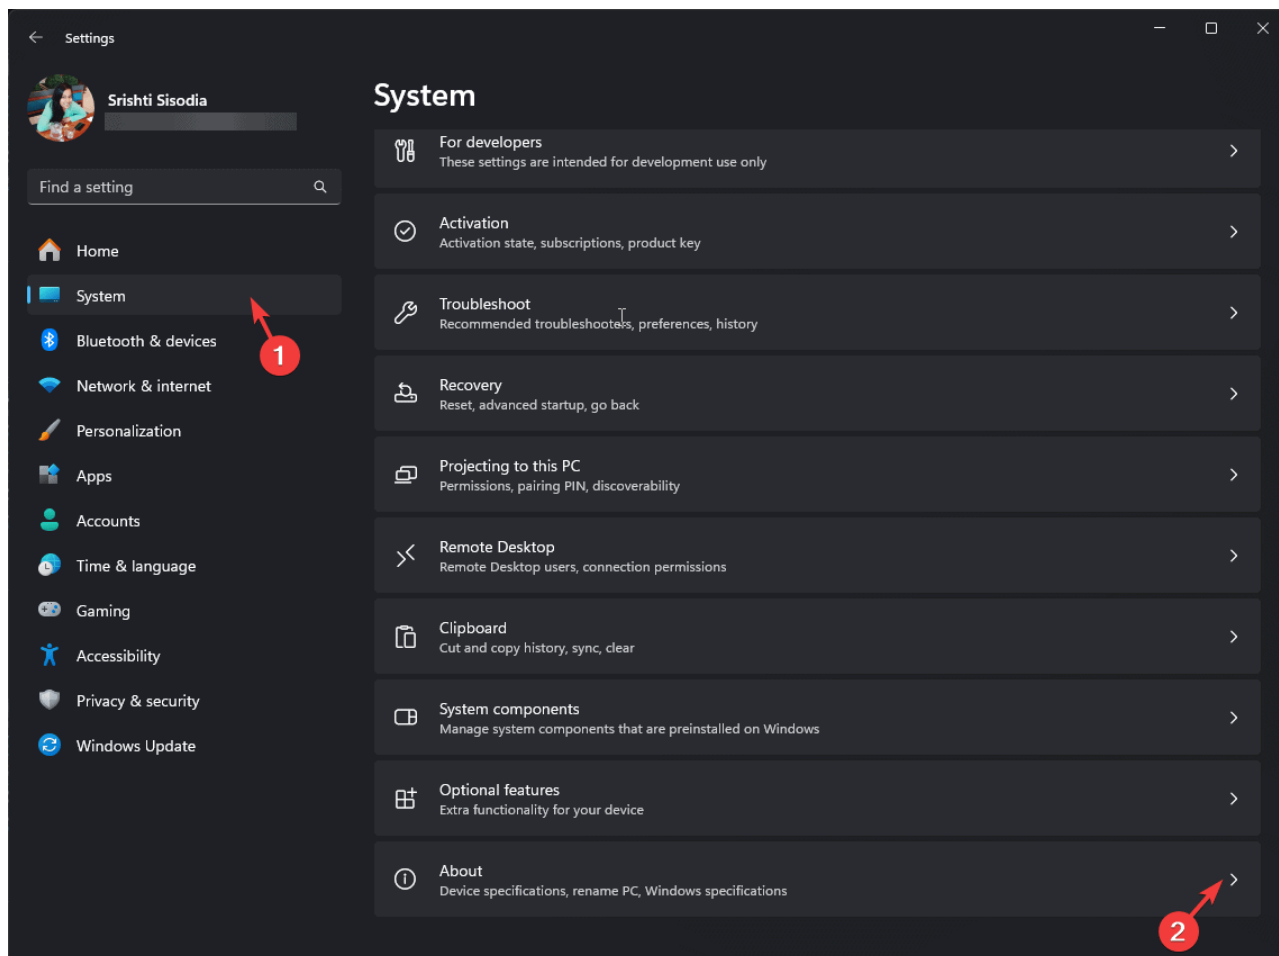 Settings
Srishti Sisodia
Find a setting
Home
System
Bluetooth & devices
Network & internet
Personalization
Apps
Accounts
Time & language
Gaming
Accessibility
Privacy & security
Windows Update
1
System
For developers
These settings are intended for development use only
Activation
Activation state, subscriptions, product key
Troubleshoot
Recommended troubleshooters, preferences, history
Recovery
Reset, advanced startup, go back
Projecting to this PC
Permissions, pairing PIN, discoverability
Remote Desktop
Remote Desktop users, connection permissions
Clipboard
Cut and copy history, sync, clear
System components
Manage system components that are preinstalled on Windows
Optional features
Extra functionality for your device
About
Device specifications, rename PC, Windows specifications
2